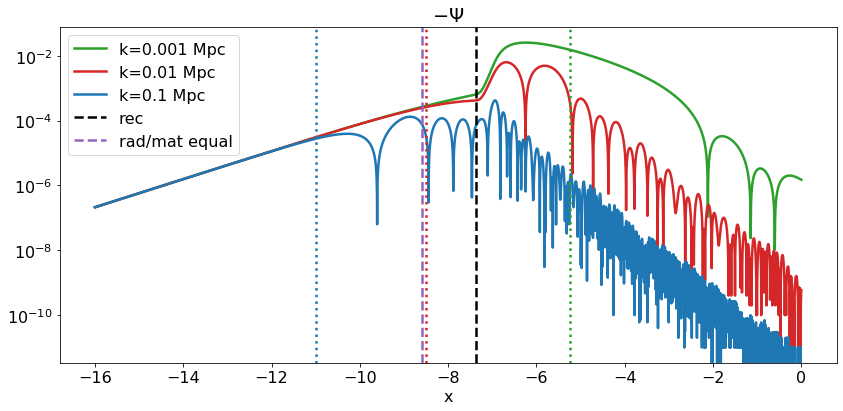 −Ψ
k=0.001 Mpc
k=0.01 Mpc
k=0.1 Mpc
rec
rad/mat equal
10⁻²
10⁻⁴
10⁻⁶
10⁻⁸
10⁻¹⁰
−16 −14 −12 −10 −8 −6 −4 −2 0
x